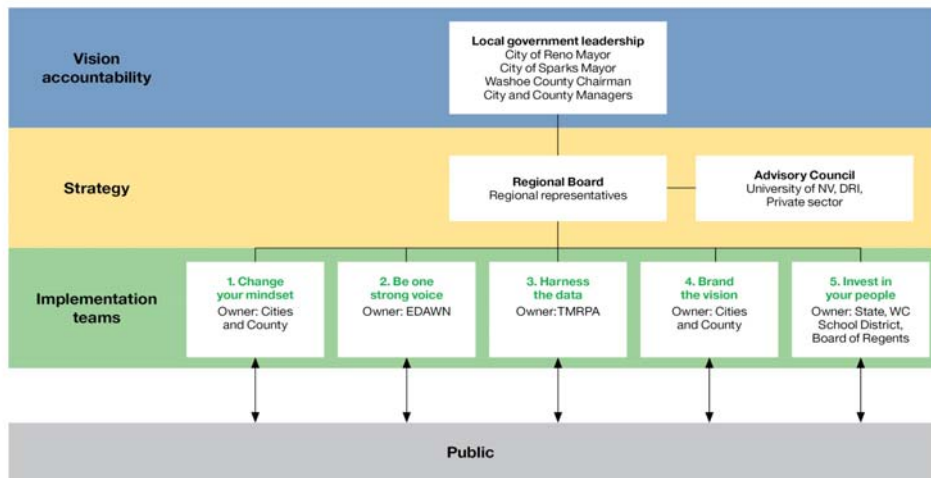 Vision
accountability
Local government leadership
City of Reno Mayor
City of Sparks Mayor
Washoe County Chairman
City and County Managers
Strategy
Regional Board
Regional representatives
Advisory Council
University of NV, DRI,
Private sector
Implementation
teams
1. Change
your mindset
Owner: Cities
and County
2. Be one
strong voice
Owner: EDAWN
3. Harness
the data
Owner:TMRPA
4. Brand
the vision
Owner: Cities
and County
5. Invest in
your people
Owner: State, WC
School District,
Board of Regents
Public